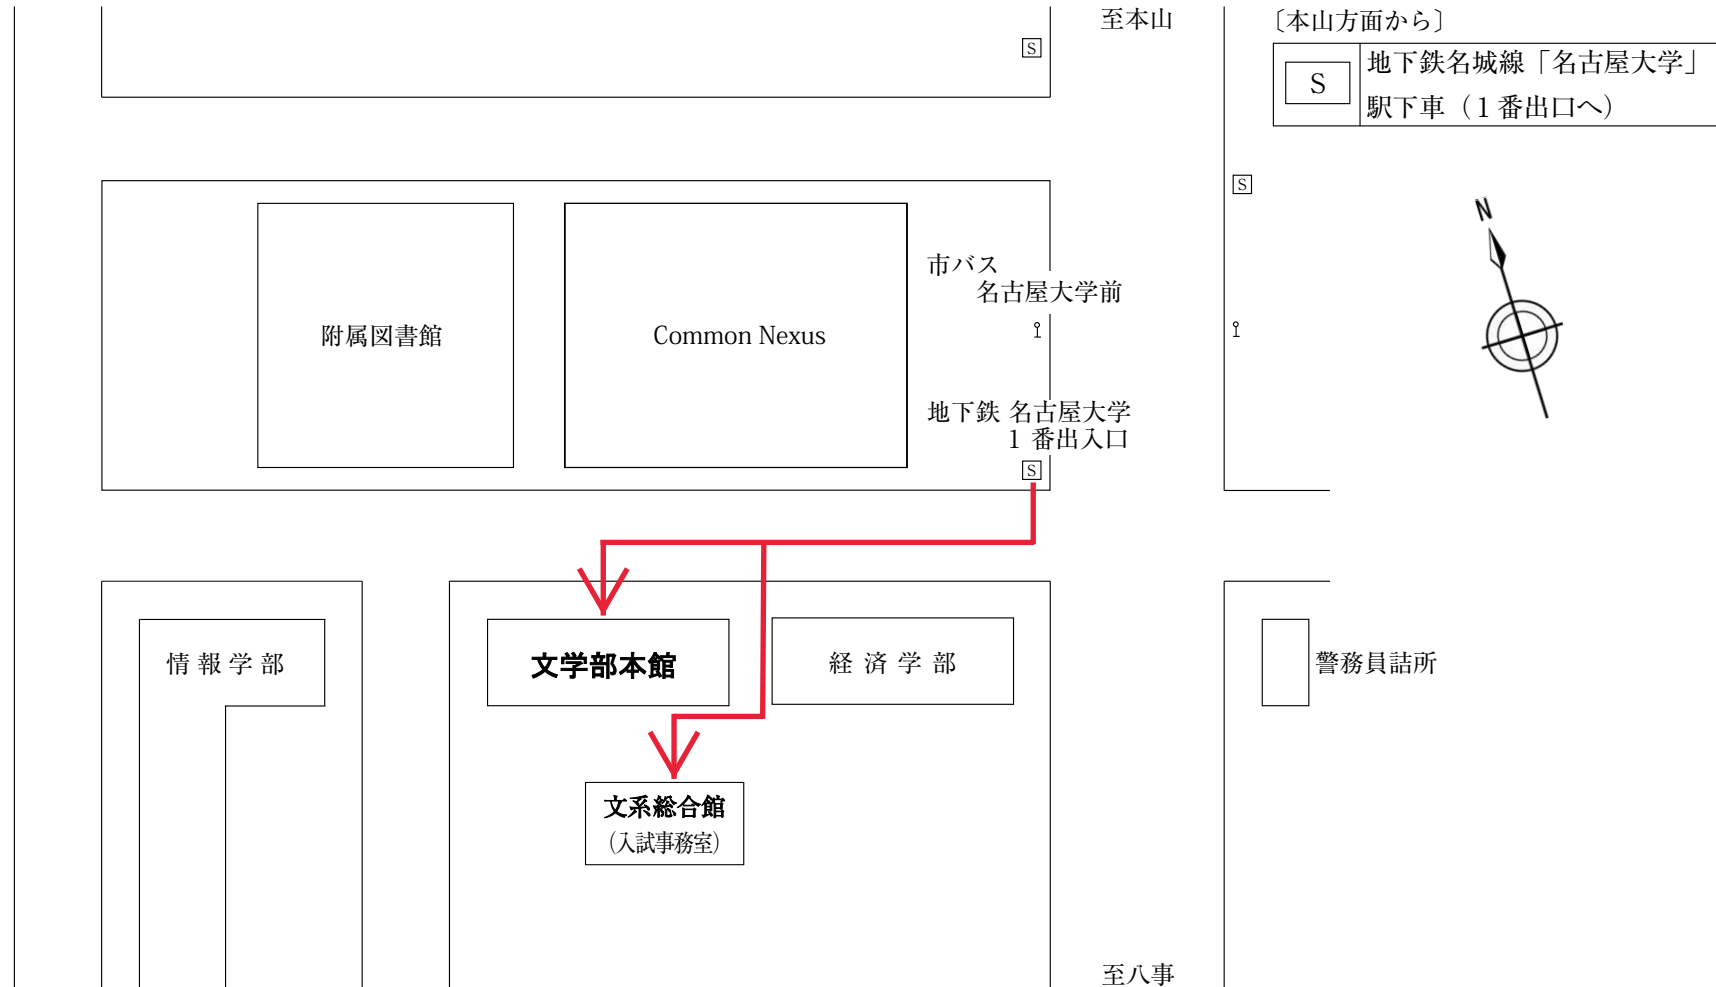 至本山
〔本山方面から〕
S
S
地下鉄名城線「名古屋大学」
駅下車（１番出口へ）
S
N
市バス
名古屋大学前
附属図書館
Common Nexus
地下鉄 名古屋大学
１ 番出入口
S
情 報 学 部
文学部本館
経 済 学 部
警務員詰所
文系総合館
（入試事務室）
至八事